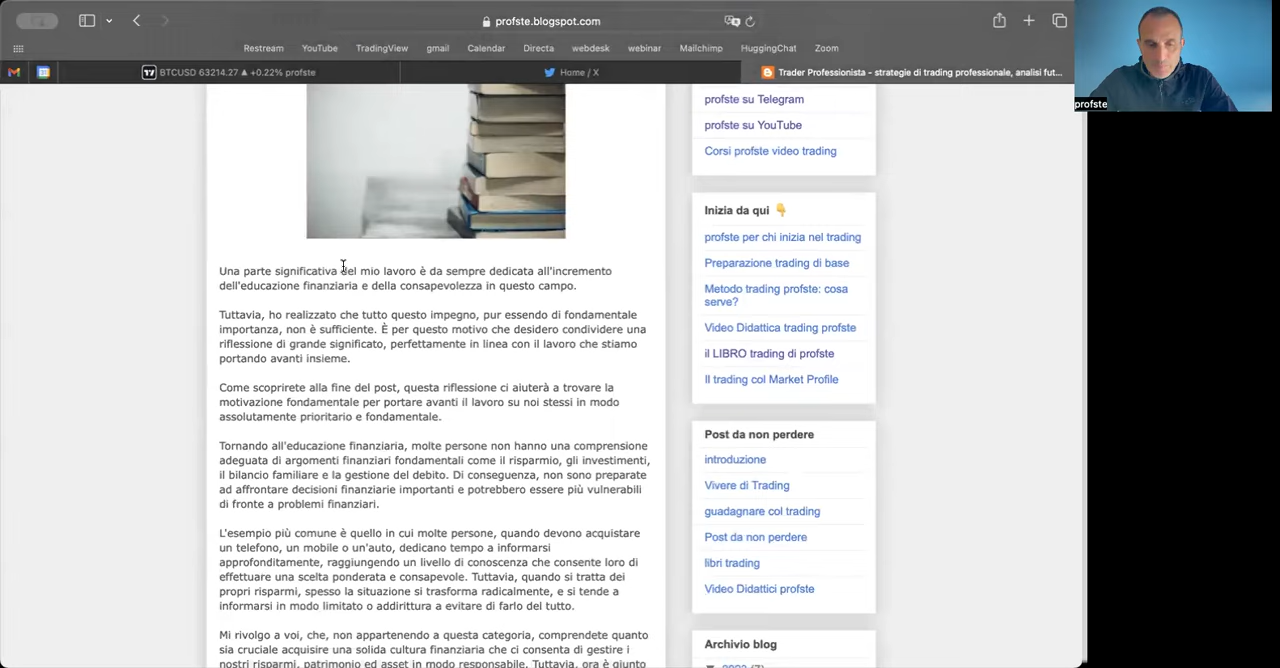 profste.blogspot.com
Restream YouTube TradingView gmail Calendar Directa webdesk webinar Mailchimp HuggingChat Zoom
BTCUSD 63214.27 ▲ +0.22% profste
Home / X
Trader Professionista - strategie di trading professionale, analisi fut...
profste
Una parte significativa del mio lavoro è da sempre dedicata all'incremento
dell'educazione finanziaria e della consapevolezza in questo campo.
Tuttavia, ho realizzato che tutto questo impegno, pur essendo di fondamentale
importanza, non è sufficiente. È per questo motivo che desidero condividere una
riflessione di grande significato, perfettamente in linea con il lavoro che stiamo
portando avanti insieme.
Come scoprirete alla fine del post, questa riflessione ci aiuterà a trovare la
motivazione fondamentale per portare avanti il lavoro su noi stessi in modo
assolutamente prioritario e fondamentale.
Tornando all'educazione finanziaria, molte persone non hanno una comprensione
adeguata di argomenti finanziari fondamentali come il risparmio, gli investimenti,
il bilancio familiare e la gestione del debito. Di conseguenza, non sono preparate
ad affrontare decisioni finanziarie importanti e potrebbero essere più vulnerabili
di fronte a problemi finanziari.
L'esempio più comune è quello in cui molte persone, quando devono acquistare
un telefono, un mobile o un'auto, dedicano tempo a informarsi
approfonditamente, raggiungendo un livello di conoscenza che consente loro di
effettuare una scelta ponderata e consapevole. Tuttavia, quando si tratta dei
propri risparmi, spesso la situazione si trasforma radicalmente, e si tende a
informarsi in modo limitato o addirittura a evitare di farlo del tutto.
Mi rivolgo a voi, che, non appartenendo a questa categoria, comprendete quanto
sia cruciale acquisire una solida cultura finanziaria che ci consenta di gestire i
nostri risparmi, patrimonio ed asset in modo responsabile. Tuttavia, ora è giunto
profste su Telegram
profste su YouTube
Corsi profste video trading
Inizia da qui 👇
profste per chi inizia nel trading
Preparazione trading di base
Metodo trading profste: cosa
serve?
Video Didattica trading profste
il LIBRO trading di profste
Il trading col Market Profile
Post da non perdere
introduzione
Vivere di Trading
guadagnare col trading
Post da non perdere
libri trading
Video Didattici profste
Archivio blog